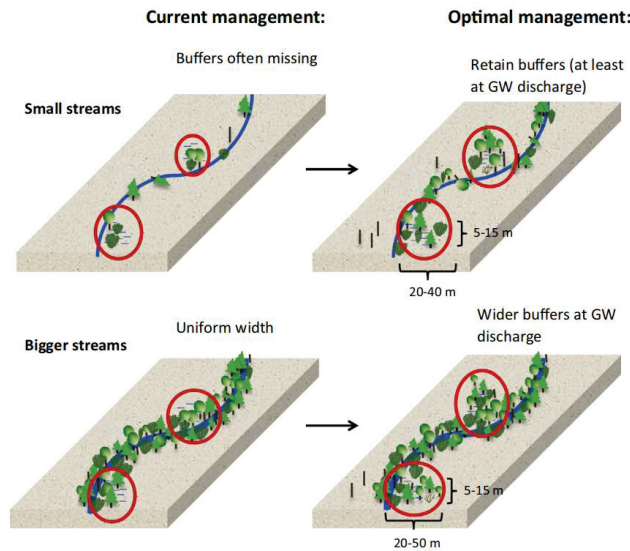 Current management:
Optimal management:
Buffers often missing
Retain buffers (at least
at GW discharge)
Small streams
5-15 m
20-40 m
Uniform width
Wider buffers at GW
discharge
Bigger streams
5-15 m
20-50 m